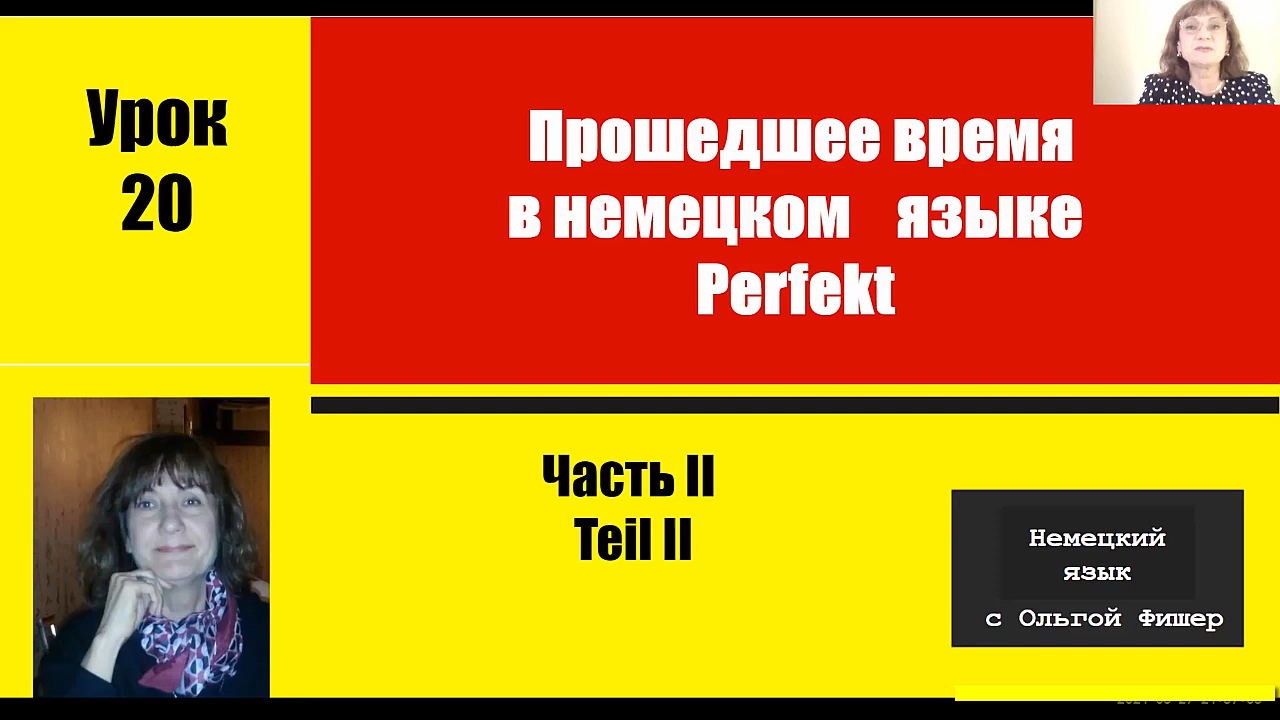 Урок
20
Прошедшее время
в немецком языке
Perfekt
Часть II
Teil II
Немецкий
язык
с Ольгой Фишер